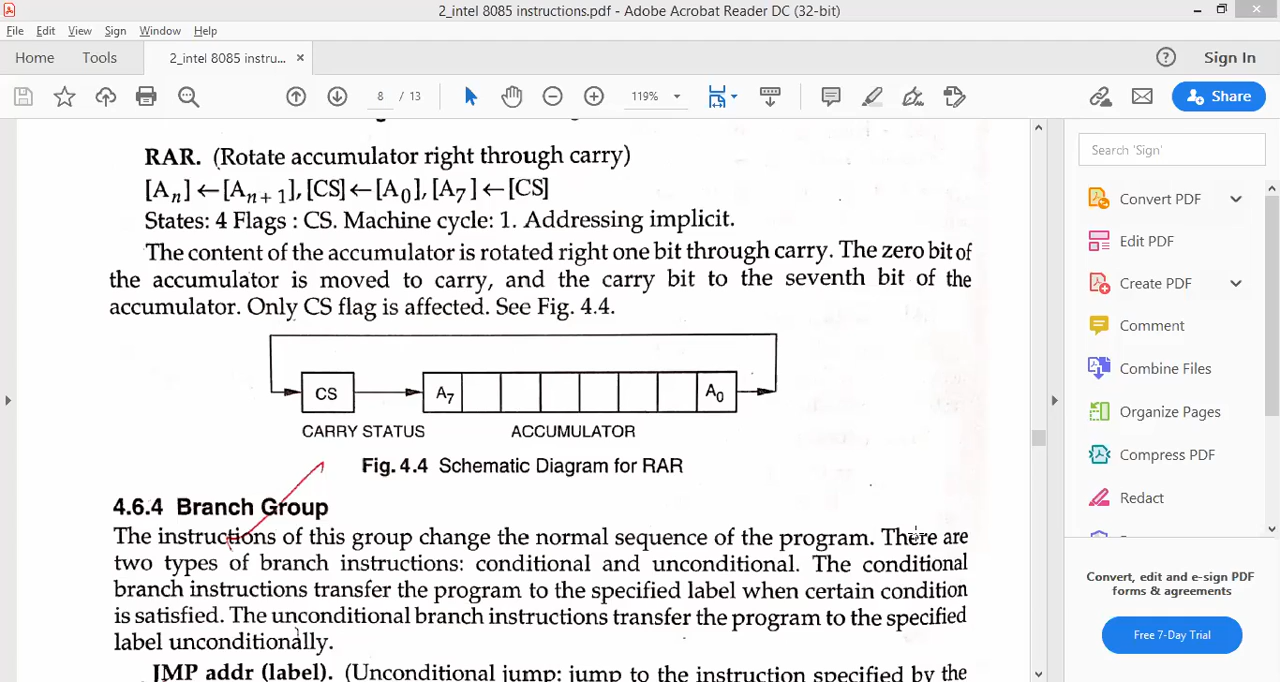 2_intel 8085 instructions.pdf - Adobe Acrobat Reader DC (32-bit)
File Edit View Sign Window Help
Home Tools 2_intel 8085 instru... ×
? Sign In
8 / 13 119% Share
RAR. (Rotate accumulator right through carry)
[Aₙ] ←[Aₙ ₊ ₁], [CS]←[A₀], [A₇] ←[CS]
States: 4 Flags : CS. Machine cycle: 1. Addressing implicit.
The content of the accumulator is rotated right one bit through carry. The zero bit of
the accumulator is moved to carry, and the carry bit to the seventh bit of the
accumulator. Only CS flag is affected. See Fig. 4.4.
CS A₇ A₀
CARRY STATUS ACCUMULATOR
Fig. 4.4 Schematic Diagram for RAR
4.6.4 Branch Group
The instructions of this group change the normal sequence of the program. There are
two types of branch instructions: conditional and unconditional. The conditional
branch instructions transfer the program to the specified label when certain condition
is satisfied. The unconditional branch instructions transfer the program to the specified
label unconditionally.
JMP addr (label). (Unconditional jump: jump to the instruction specified by the
Search 'Sign'
Convert PDF
Edit PDF
Create PDF
Comment
Combine Files
Organize Pages
Compress PDF
Redact
Convert, edit and e-sign PDF
forms & agreements
Free 7-Day Trial